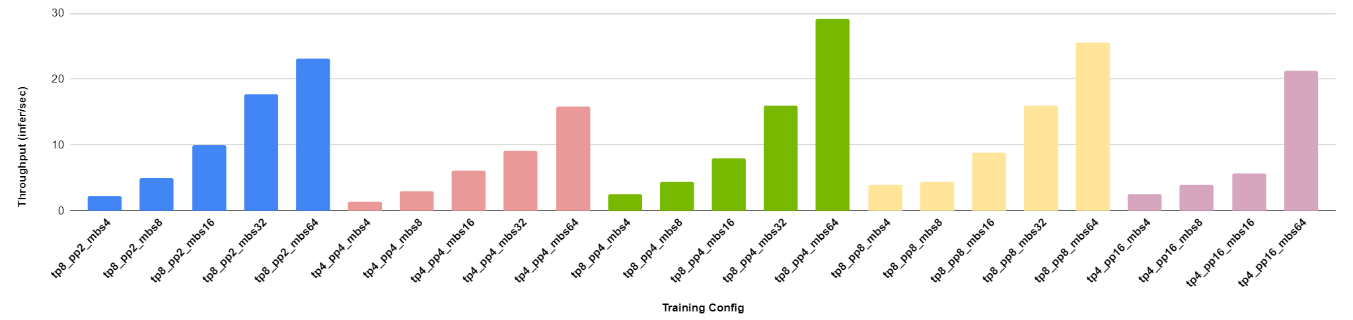 30
20
10
0
Throughput (infer/sec)
tp8_pp2_mbs4
tp8_pp2_mbs8
tp8_pp2_mbs16
tp8_pp2_mbs32
tp8_pp2_mbs64
tp4_pp4_mbs4
tp4_pp4_mbs8
tp4_pp4_mbs16
tp4_pp4_mbs32
tp4_pp4_mbs64
tp8_pp4_mbs4
tp8_pp4_mbs8
tp8_pp4_mbs16
tp8_pp4_mbs32
tp8_pp4_mbs64
tp8_pp8_mbs4
tp8_pp8_mbs8
tp8_pp8_mbs16
tp8_pp8_mbs32
tp8_pp8_mbs64
tp4_pp16_mbs4
tp4_pp16_mbs8
tp4_pp16_mbs16
tp4_pp16_mbs64
Training Config